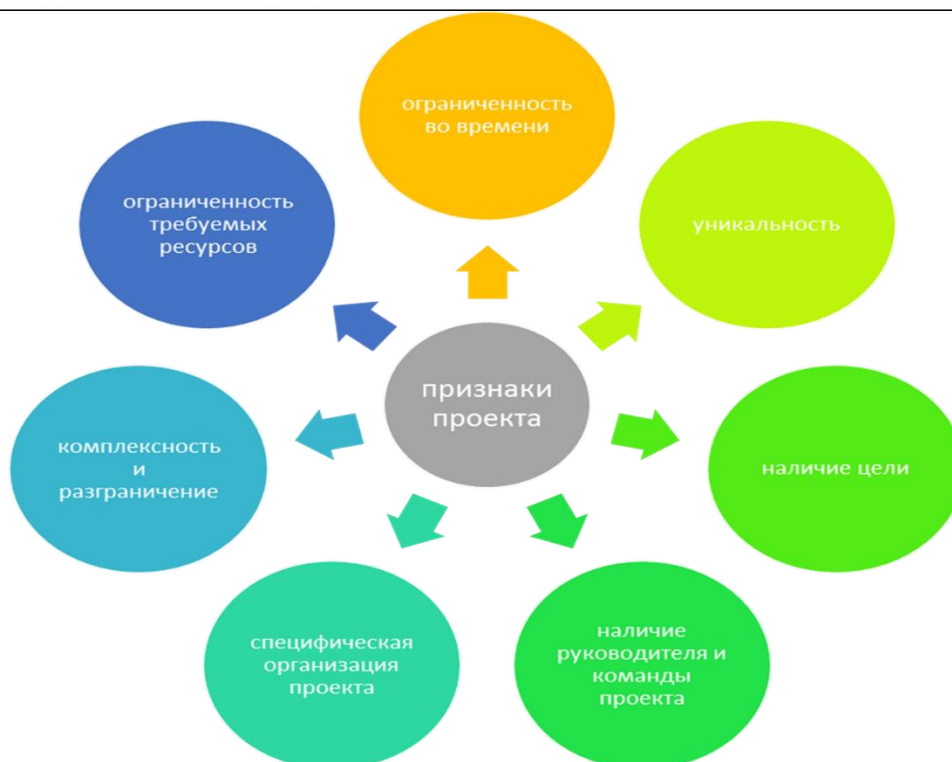 ограниченность
во времени
уникальность
наличие цели
наличие
руководителя и
команды
проекта
специфическая
организация
проекта
комплексность
и
разграничение
ограниченность
требуемых
ресурсов
признаки
проекта